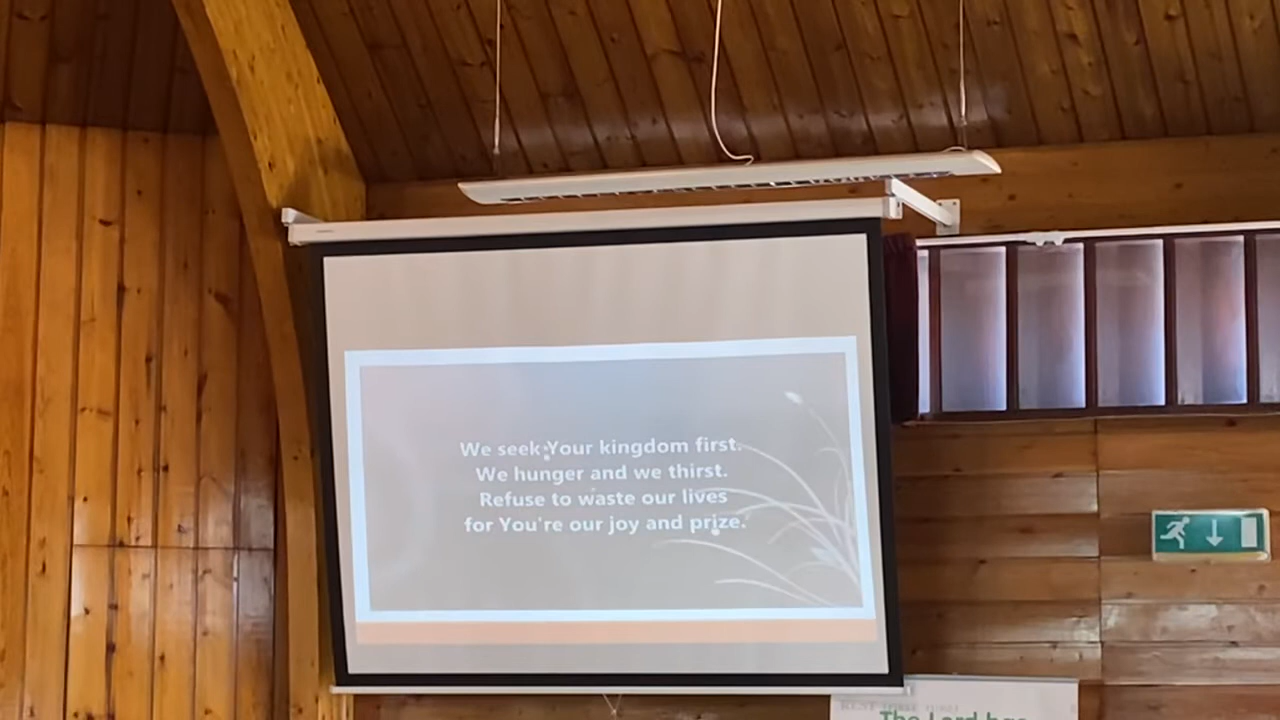 We seek Your kingdom first.
We hunger and we thirst.
Refuse to waste our lives
for You're our joy and prize.
The Lord has